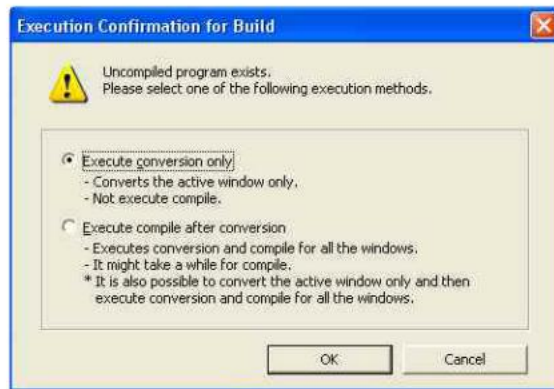 Execution Confirmation for Build
Uncompiled program exists.
Please select one of the following execution methods.
Execute conversion only
- Converts the active window only.
- Not execute compile.
Execute compile after conversion
- Executes conversion and compile for all the windows.
- It might take a while for compile.
* It is also possible to convert the active window only and then
execute conversion and compile for all the windows.
OK
Cancel